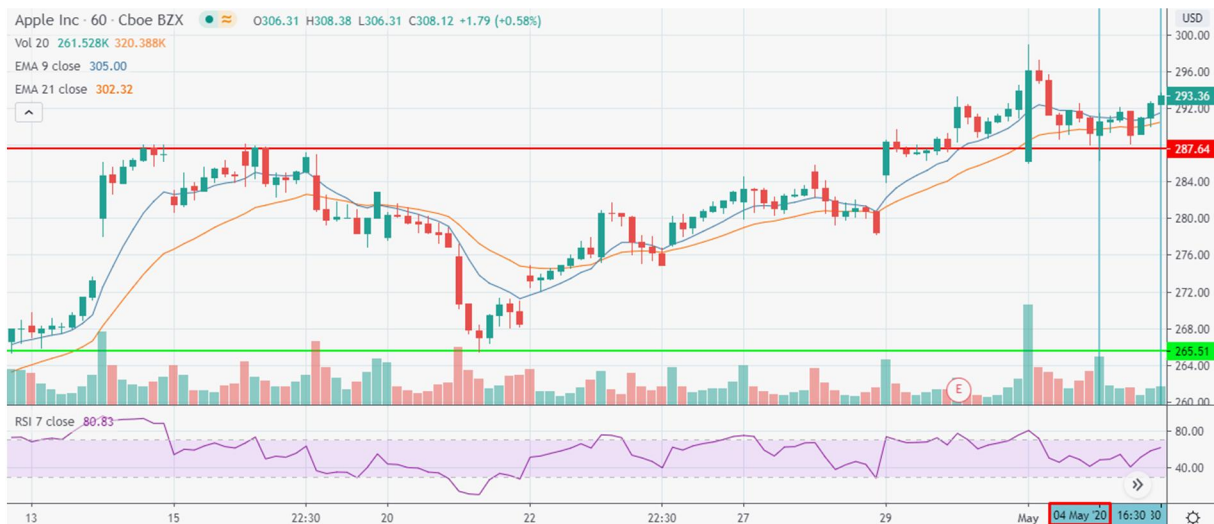 Apple Inc · 60 · Cboe BZX ≈ O306.31 H308.38 L306.31 C308.12 +1.79 (+0.58%)
Vol 20 261.528K 320.388K
EMA 9 close 305.00
EMA 21 close 302.32
USD
300.00
296.00
293.36
292.00
287.64
284.00
280.00
276.00
272.00
268.00
265.51
264.00
260.00
E
RSI 7 close 80.83
80.00
40.00
13 15 22:30 20 22 22:30 27 29 May 04 May '20 16:30 30